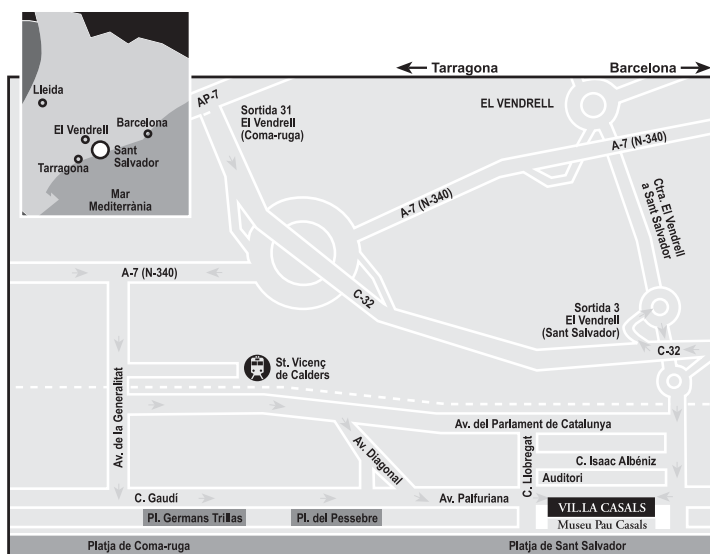 Tarragona
Barcelona
Lleida
El Vendrell
Barcelona
Sant
Salvador
Tarragona
Mar
Mediterrània
AP-7
Sortida 31
El Vendrell
(Coma-ruga)
EL VENDRELL
A-7 (N-340)
A-7 (N-340)
Ctra. El Vendrell
a Sant Salvador
A-7 (N-340)
C-32
Sortida 3
El Vendrell
(Sant Salvador)
C-32
St. Vicenç
de Calders
Av. de la Generalitat
Av. del Parlament de Catalunya
Av. Diagonal
C. Llobregat
C. Isaac Albéniz
Auditori
C. Gaudí
Av. Palfuriana
VIL.LA CASALS
Museu Pau Casals
Pl. Germans Trillas
Pl. del Pessebre
Platja de Coma-ruga
Platja de Sant Salvador